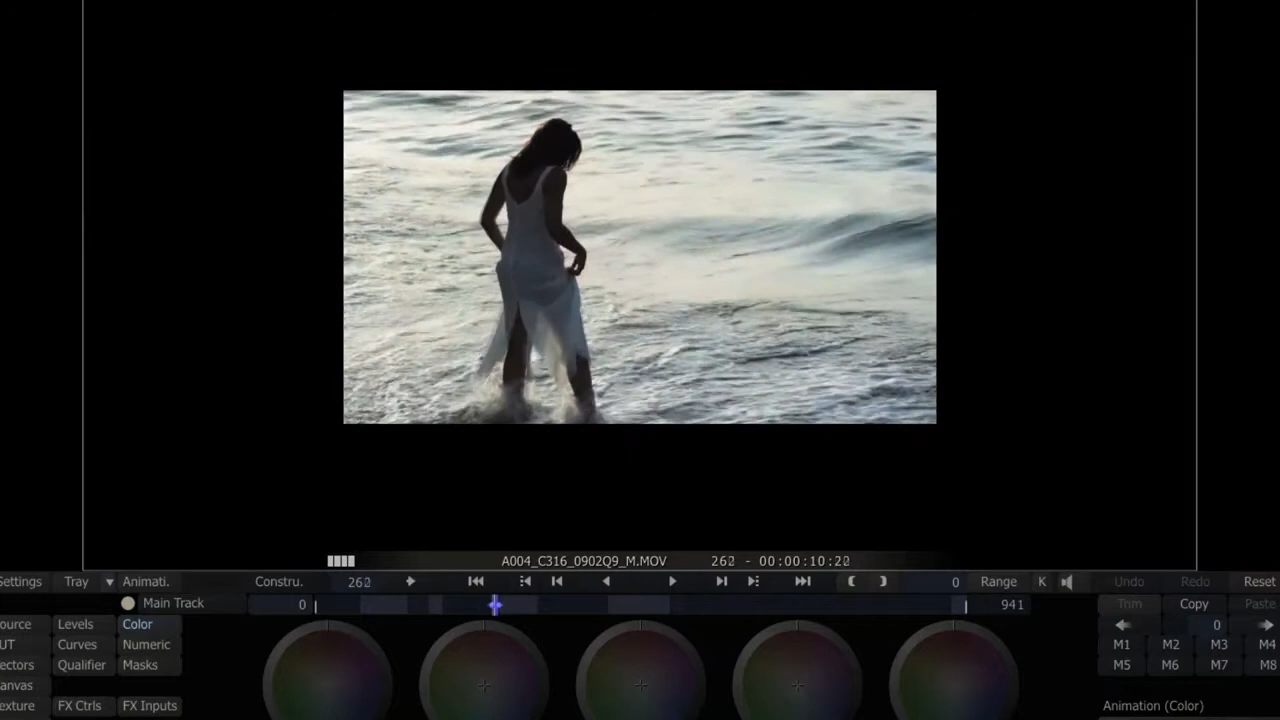 A004_C316_0902Q9_M.MOV 262 - 00:00:10:22
Settings Tray Animati. Constru. 262 0 Range K Undo Redo Reset
Main Track 0 941 Trim Copy Paste
ource Levels Color 0
UT Curves Numeric M1 M2 M3 M4
ectors Qualifier Masks M5 M6 M7 M8
anvas
exture FX Ctrls FX Inputs Animation (Color)